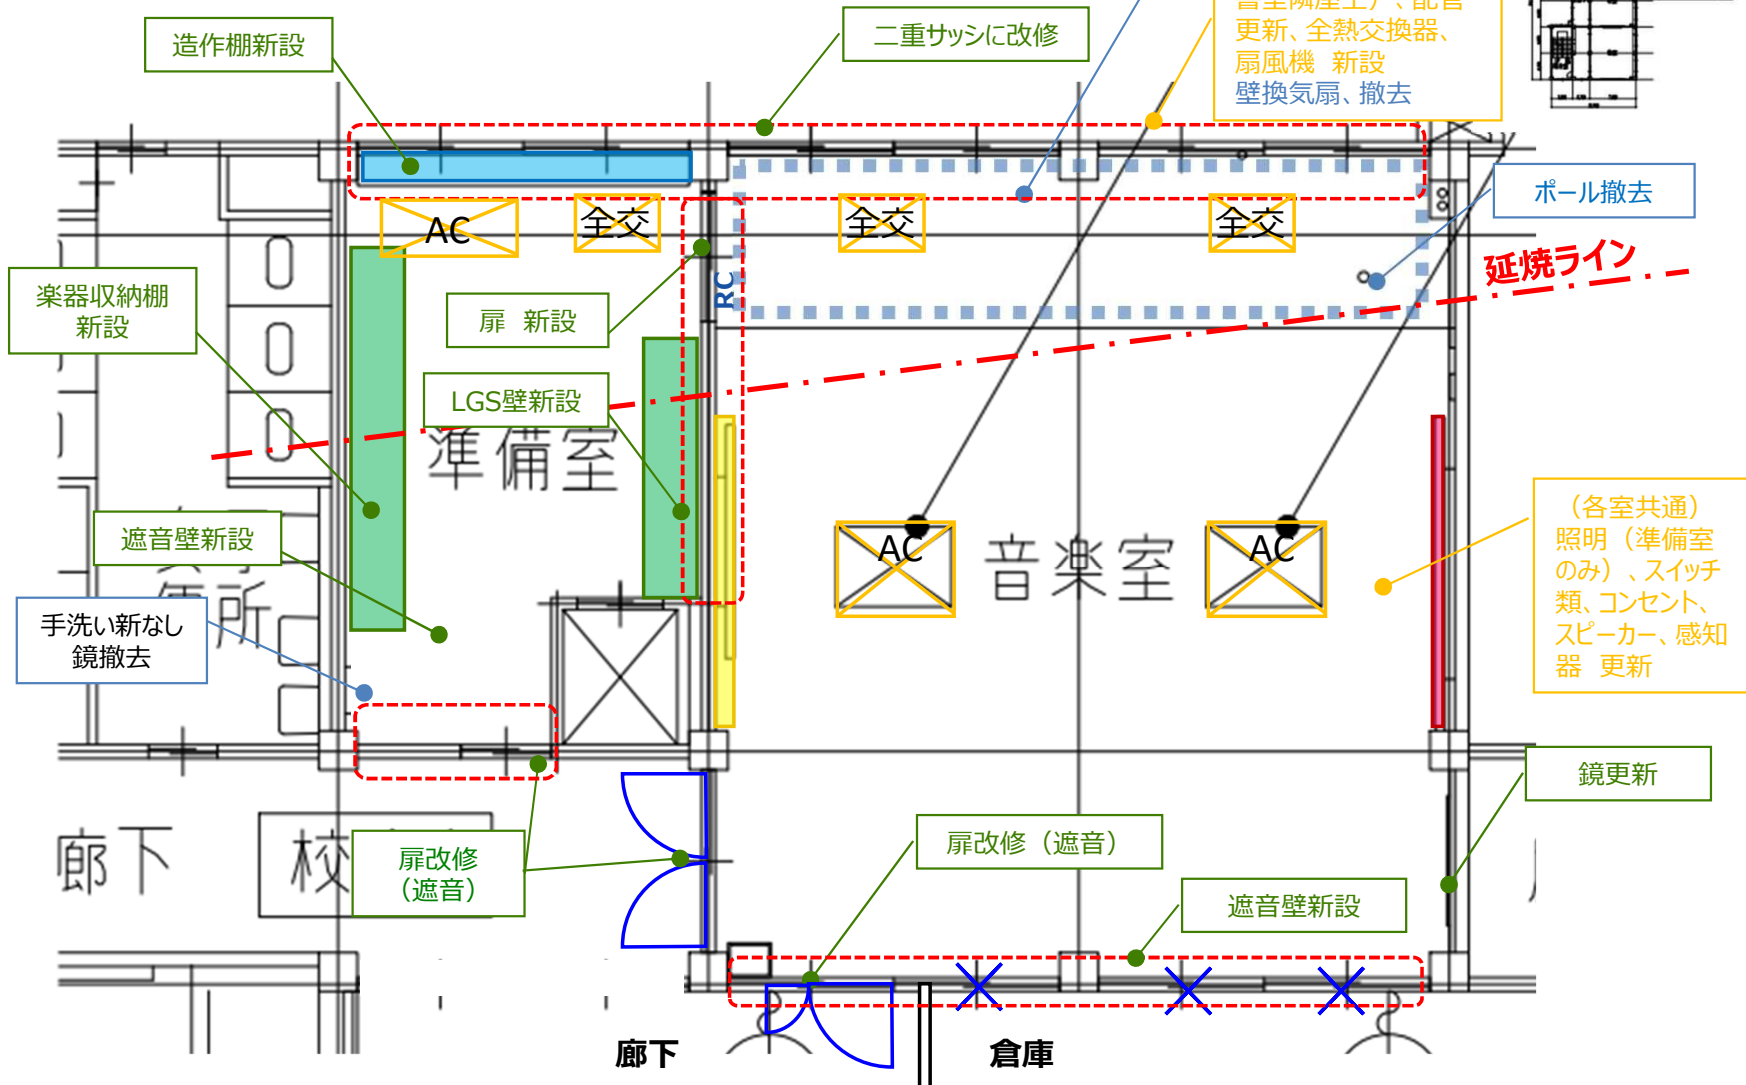 造作棚新設
二重サッシに改修
更新、全熱交換器、
扇風機 新設
壁換気扇、撤去
ポール撤去
AC
全交
全交
全交
延焼ライン
RC
楽器収納棚
新設
扉 新設
LGS壁新設
準備室
遮音壁新設
便所
手洗い新なし
鏡撤去
AC
音楽室
AC
(各室共通)
照明(準備室
のみ)、スイッチ
類、コンセント、
スピーカー、感知
器 更新
鏡更新
廊下
校
扉改修
(遮音)
扉改修(遮音)
遮音壁新設
廊下
倉庫